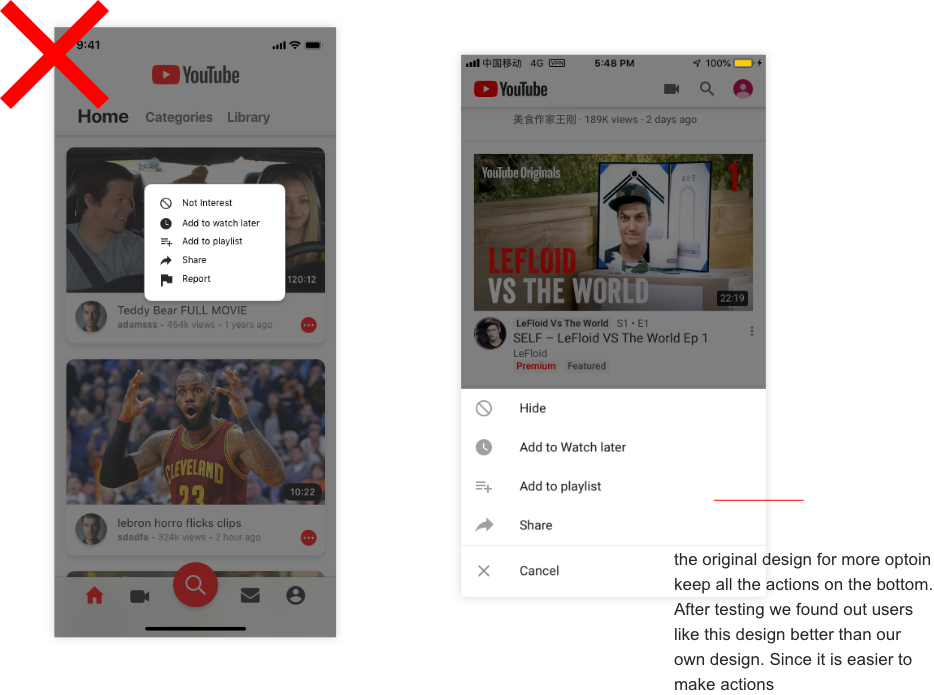 9:41
YouTube
Home Categories Library
Not Interest
Add to watch later
Add to playlist
Share
Report
120:12
Teddy Bear FULL MOVIE
adamsss - 454k views - 1 years ago
CLEVELAND
23
10:22
lebron horro flicks clips
sdadfa - 324k views - 2 hour ago
中国移动 4G VPN 5:48 PM 100%
YouTube
美食作家王刚 · 189K views · 2 days ago
YouTube Originals
1
LEFLOID
VS THE WORLD
22:19
LeFloid Vs The World S1 • E1
SELF – LeFloid VS The World Ep 1
LeFloid
Premium Featured
Hide
Add to Watch later
Add to playlist
Share
Cancel
the original design for more optoin
keep all the actions on the bottom.
After testing we found out users
like this design better than our
own design. Since it is easier to
make actions